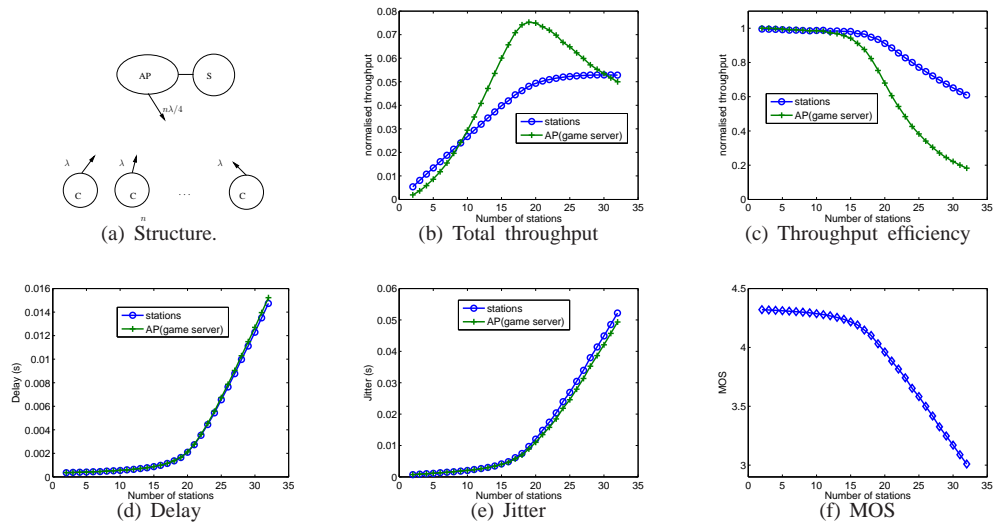 AP
S
nλ/4
λ
λ
C
C
. . .
C
n
(a) Structure.
0.08
0.07
0.06
0.05
0.04
0.03
0.02
0.01
0
normalised throughput
stations
AP(game server)
0 5 10 15 20 25 30 35
Number of stations
(b) Total throughput
1
0.8
0.6
0.4
0.2
normalised throughput
stations
AP(game server)
0 5 10 15 20 25 30 35
Number of stations
(c) Throughput efficiency
0.016
0.014
0.012
0.01
0.008
0.006
0.004
0.002
0
Delay (s)
stations
AP(game server)
0 5 10 15 20 25 30 35
Number of stations
(d) Delay
0.06
0.05
0.04
0.03
0.02
0.01
0
Jitter (s)
stations
AP(game server)
0 5 10 15 20 25 30 35
Number of stations
(e) Jitter
4.5
4
3.5
3
MOS
0 5 10 15 20 25 30 35
Number of stations
(f) MOS